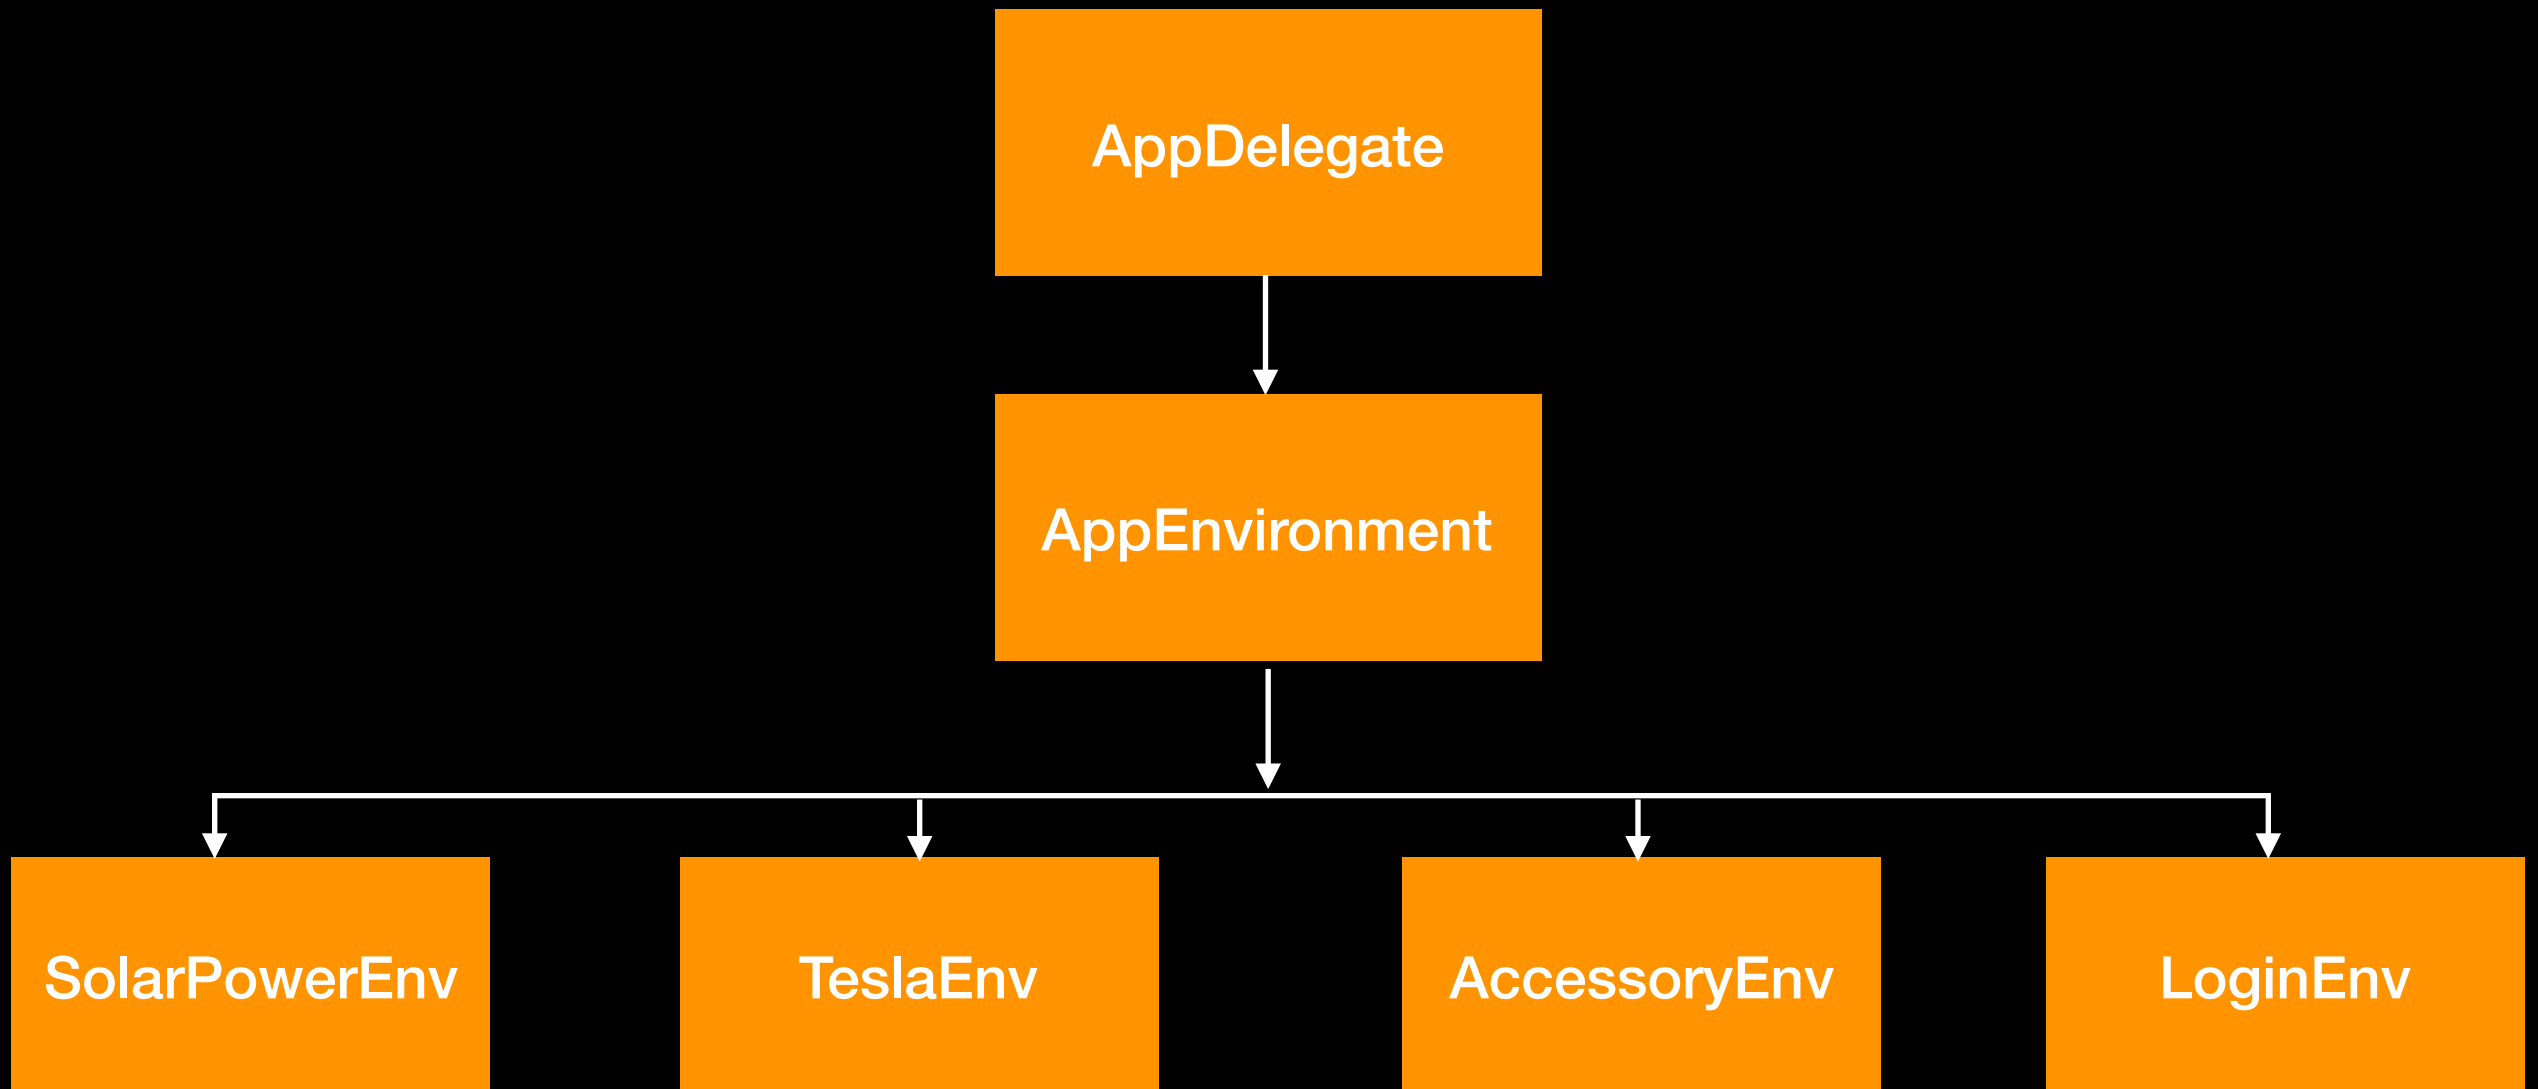 AppDelegate
AppEnvironment
SolarPowerEnv
TeslaEnv
AccessoryEnv
LoginEnv